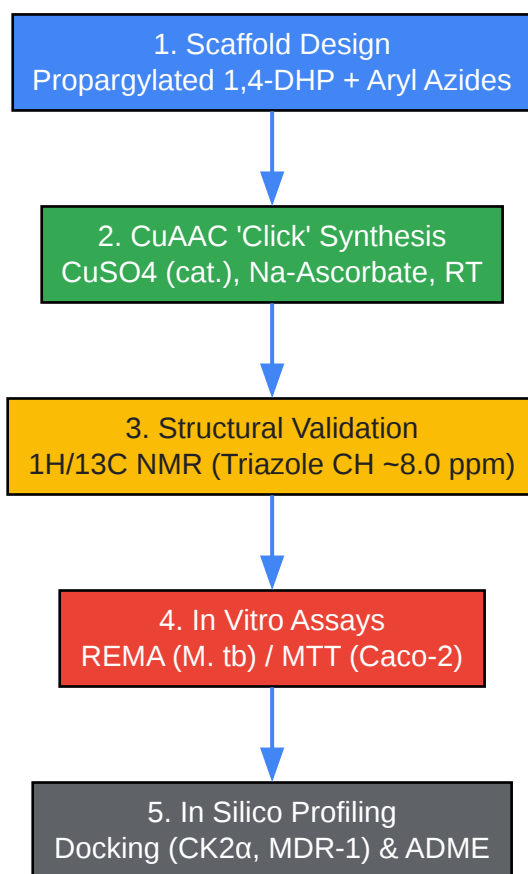 1. Scaffold Design
Propargylated 1,4-DHP + Aryl Azides
2. CuAAC 'Click' Synthesis
CuSO4 (cat.), Na-Ascorbate, RT
3. Structural Validation
1H/13C NMR (Triazole CH ~8.0 ppm)
4. In Vitro Assays
REMA (M. tb) / MTT (Caco-2)
5. In Silico Profiling
Docking (CK2α, MDR-1) & ADME